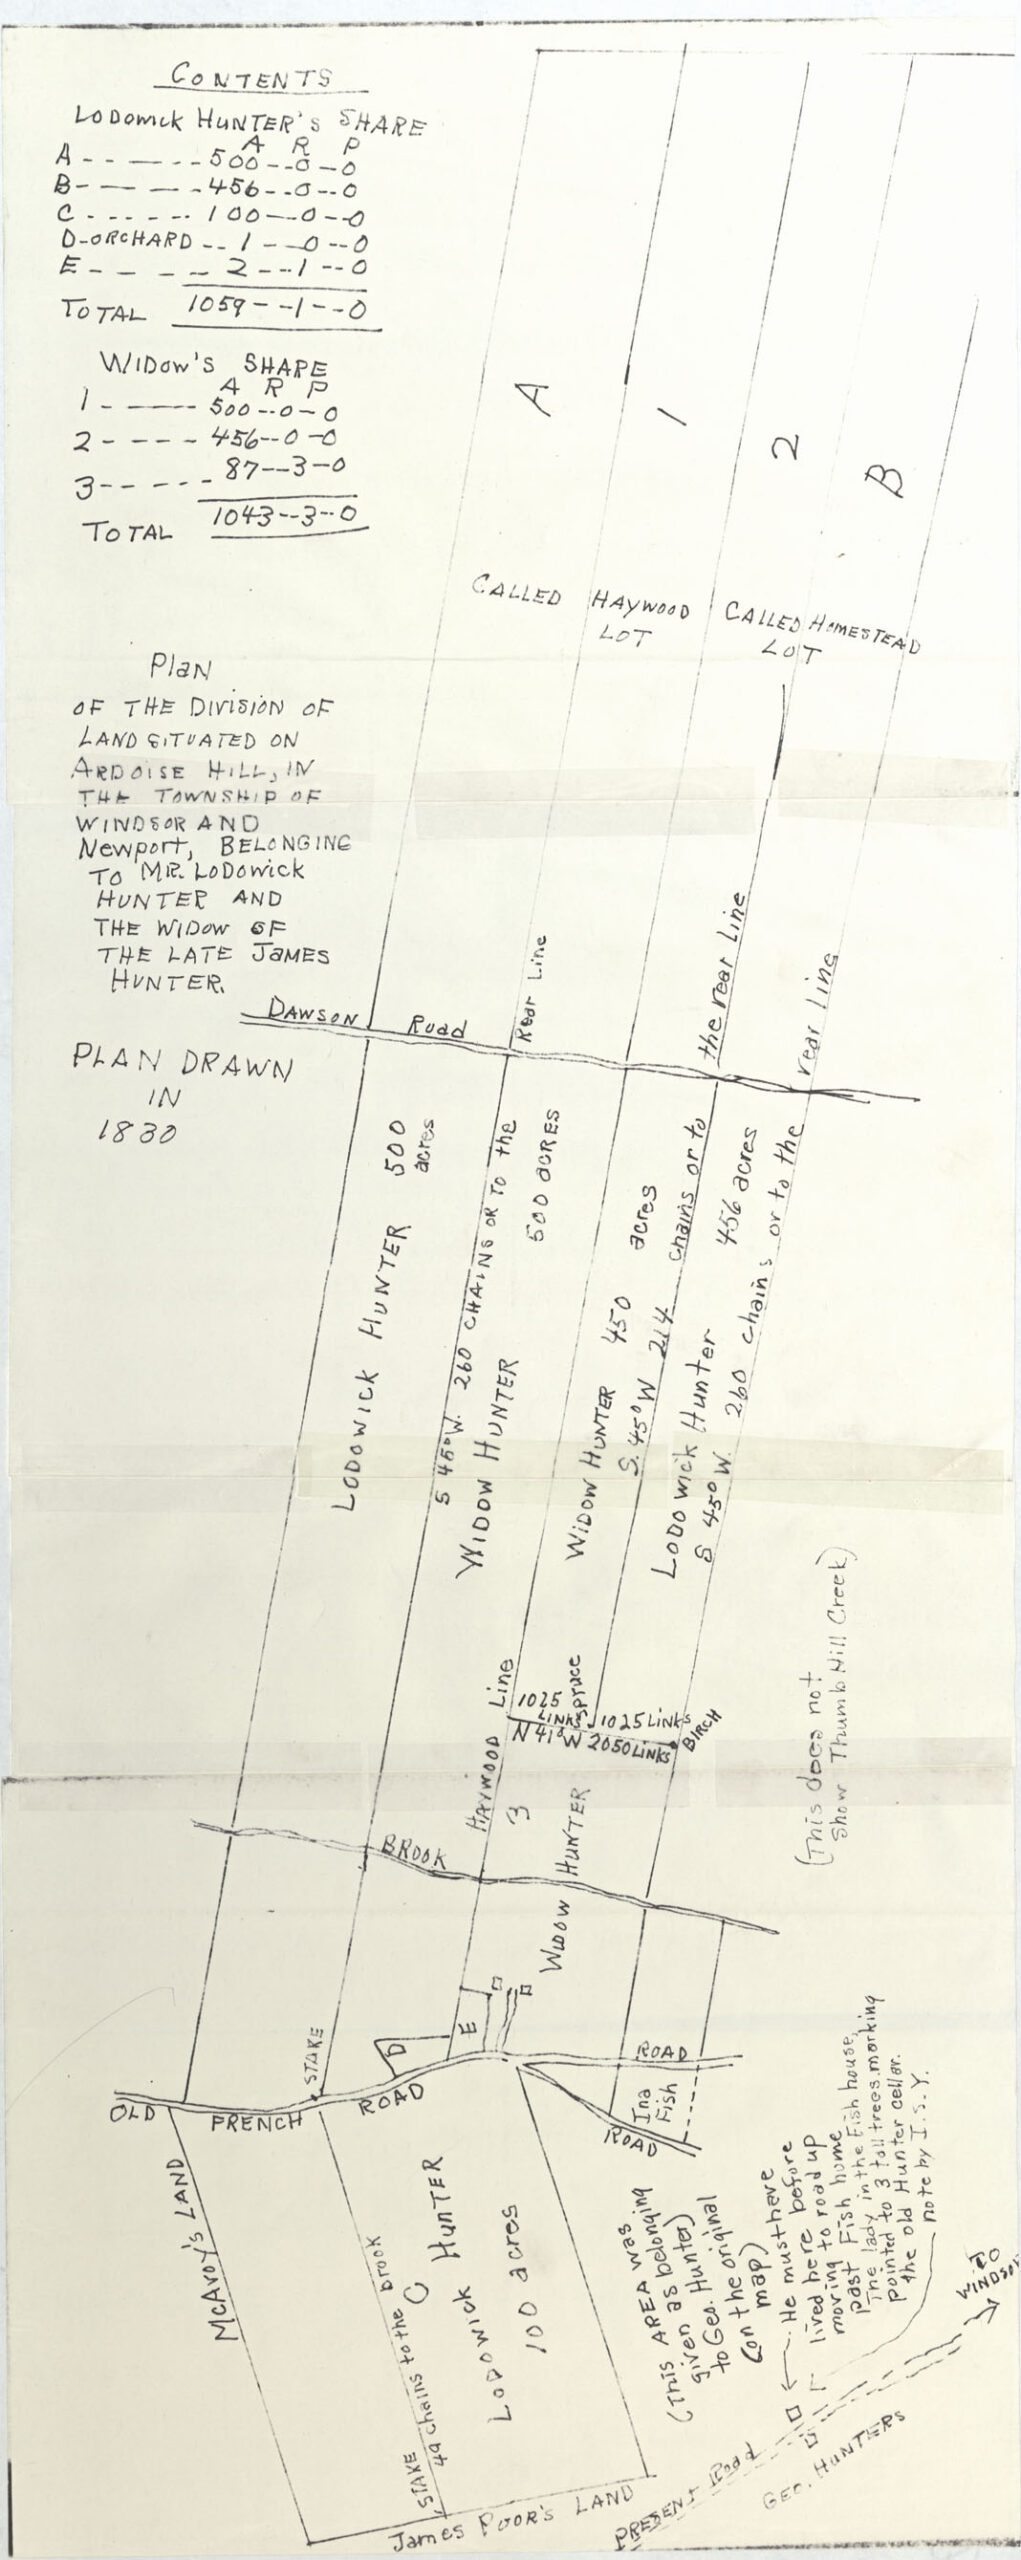 CONTENTS
LODOWICK HUNTER'S SHARE
A R P
A - - - - - - - 500 - - 0 - 0
B - - - - - - 456 - - 0 - - 0
C - - - - - - 100 - - 0 - - 0
D-ORCHARD - - 1 - - 0 - - 0
E - - - - - 2 - - 1 - - 0
TOTAL 1059 - - 1 - - 0
WIDOW'S SHARE
A R P
1 - - - - - - 500 - - 0 - 0
2 - - - - - 456 - - 0 - 0
3 - - - - - - 87 - - 3 - 0
TOTAL 1043 - - 3 - - 0
A
1
2
B
CALLED HAYWOOD
LOT
CALLED HOMESTEAD
LOT
Plan
OF THE DIVISION OF
LAND SITUATED ON
ARDOISE HILL, IN
THE TOWNSHIP OF
WINDSOR AND
Newport, BELONGING
TO MR. LODOWICK
HUNTER AND
THE WIDOW OF
THE LATE JAMES
HUNTER.
PLAN DRAWN
IN
1830
DAWSON Road
LODOWICK HUNTER 500
acres
S 45° W. 260 CHAINS OR TO the Rear Line
WIDOW HUNTER 500 ACRES
WIDOW HUNTER 450 acres
S. 45° W 214 chains or to the rear line
LODOWICK Hunter 456 acres
S 45° W. 260 chains or to the rear line
HAYWOOD Line
1025
LINKS
spruce
1025 LINKS
N 41° W 2050 LINKS
BIRCH
3
WIDOW HUNTER
(This does not
Show Thumb Hill Creek)
BROOK
STAKE
D
E
OLD FRENCH ROAD
ROAD
Ina
Fish
ROAD
McAvoy's LAND
STAKE
49 chains to the brook
C
LODOWICK HUNTER
100 acres
James POOR'S LAND
(This AREA was
given as belonging
to Geo. Hunter)
(on the original
map)
He must have
lived here before
moving to road up
past Fish home
The lady in the Fish house,
pointed to 3 tall trees marking
the old Hunter cellar.
note by I.S.Y.
TO
WINDSOR
PRESENT Road
GEO. HUNTERS